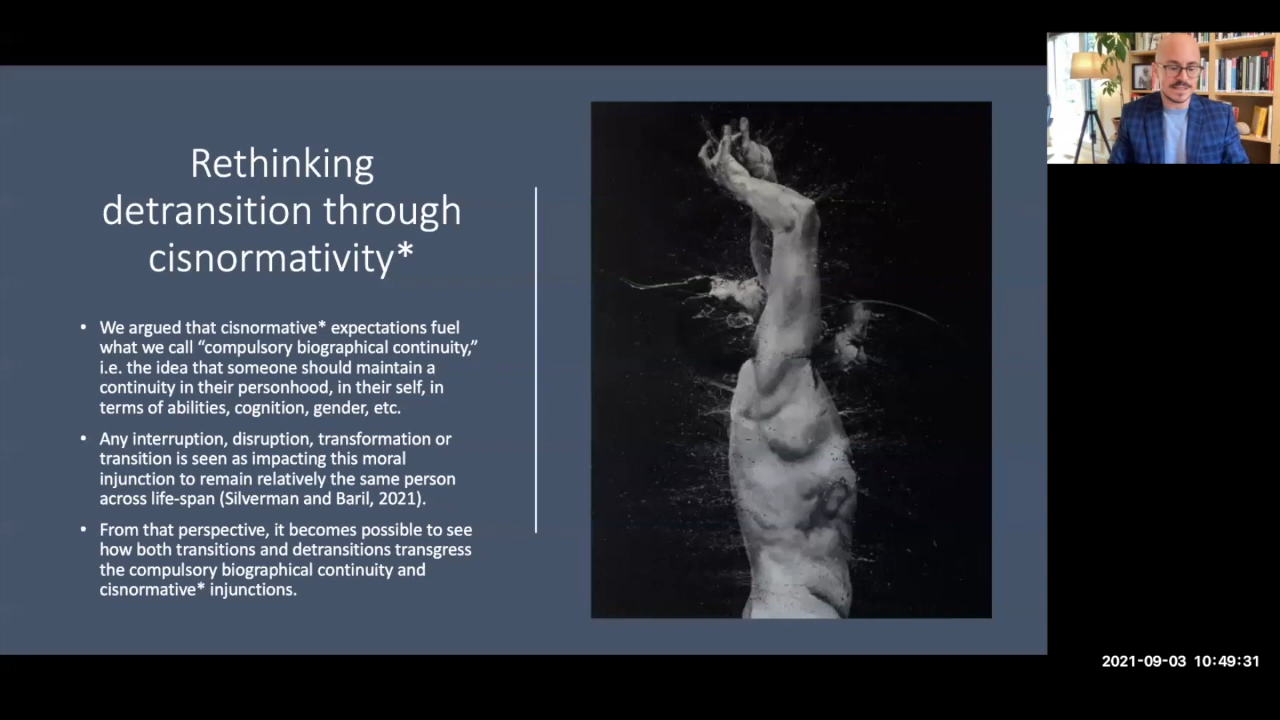 Rethinking
detransition through
cisnormativity*
• We argued that cisnormative* expectations fuel
what we call “compulsory biographical continuity,”
i.e. the idea that someone should maintain a
continuity in their personhood, in their self, in
terms of abilities, cognition, gender, etc.
• Any interruption, disruption, transformation or
transition is seen as impacting this moral
injunction to remain relatively the same person
across life-span (Silverman and Baril, 2021).
• From that perspective, it becomes possible to see
how both transitions and detransitions transgress
the compulsory biographical continuity and
cisnormative* injunctions.
2021-09-03 10:49:31